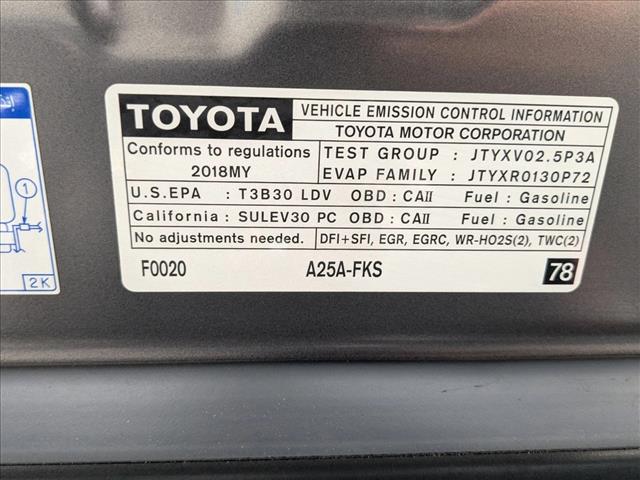 TOYOTA
VEHICLE EMISSION CONTROL INFORMATION
TOYOTA MOTOR CORPORATION
Conforms to regulations
2018MY
TEST GROUP : JTYXV02.5P3A
EVAP FAMILY : JTYXR0130P72
U.S.EPA : T3B30 LDV OBD : CAII Fuel : Gasoline
California : SULEV30 PC OBD : CAII Fuel : Gasoline
No adjustments needed. DFI+SFI, EGR, EGRC, WR-HO2S(2), TWC(2)
F0020 A25A-FKS 78
1
2K